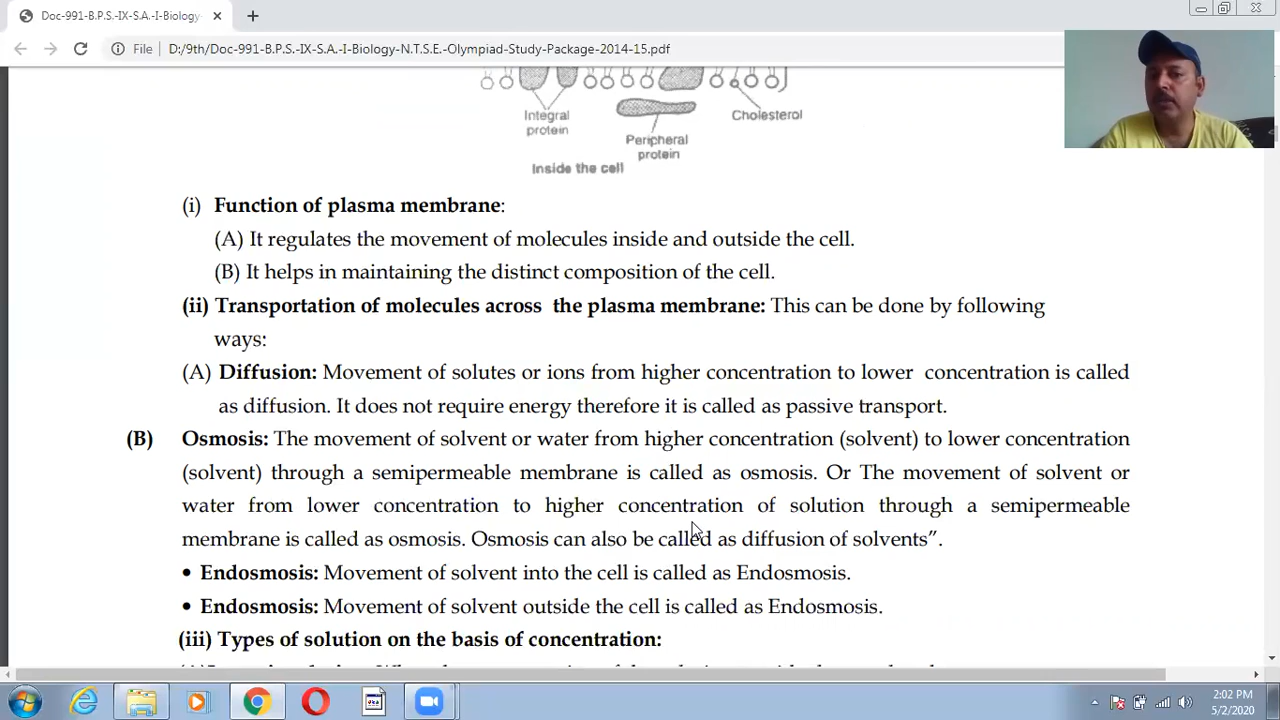 Doc-991-B.P.S.-IX-S.A.-I-Biology-
File D:/9th/Doc-991-B.P.S.-IX-S.A.-I-Biology-N.T.S.E.-Olympiad-Study-Package-2014-15.pdf
Integral
protein
Cholesterol
Peripheral
protein
Inside the cell
(i) Function of plasma membrane:
(A) It regulates the movement of molecules inside and outside the cell.
(B) It helps in maintaining the distinct composition of the cell.
(ii) Transportation of molecules across the plasma membrane: This can be done by following
ways:
(A) Diffusion: Movement of solutes or ions from higher concentration to lower concentration is called
as diffusion. It does not require energy therefore it is called as passive transport.
(B) Osmosis: The movement of solvent or water from higher concentration (solvent) to lower concentration
(solvent) through a semipermeable membrane is called as osmosis. Or The movement of solvent or
water from lower concentration to higher concentration of solution through a semipermeable
membrane is called as osmosis. Osmosis can also be called as diffusion of solvents”.
• Endosmosis: Movement of solvent into the cell is called as Endosmosis.
• Endosmosis: Movement of solvent outside the cell is called as Endosmosis.
(iii) Types of solution on the basis of concentration:
2:02 PM
5/2/2020